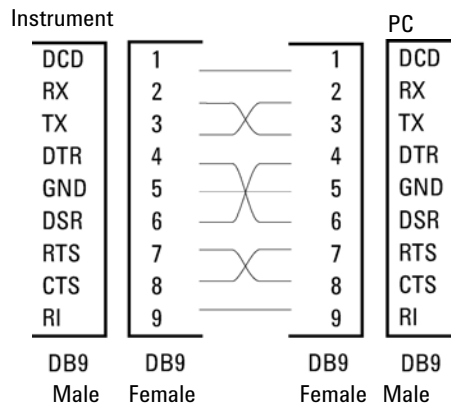 Instrument PC
DCD 1 1 DCD
RX 2 2 RX
TX 3 3 TX
DTR 4 4 DTR
GND 5 5 GND
DSR 6 6 DSR
RTS 7 7 RTS
CTS 8 8 CTS
RI 9 9 RI
DB9 DB9 DB9 DB9
Male Female Female Male